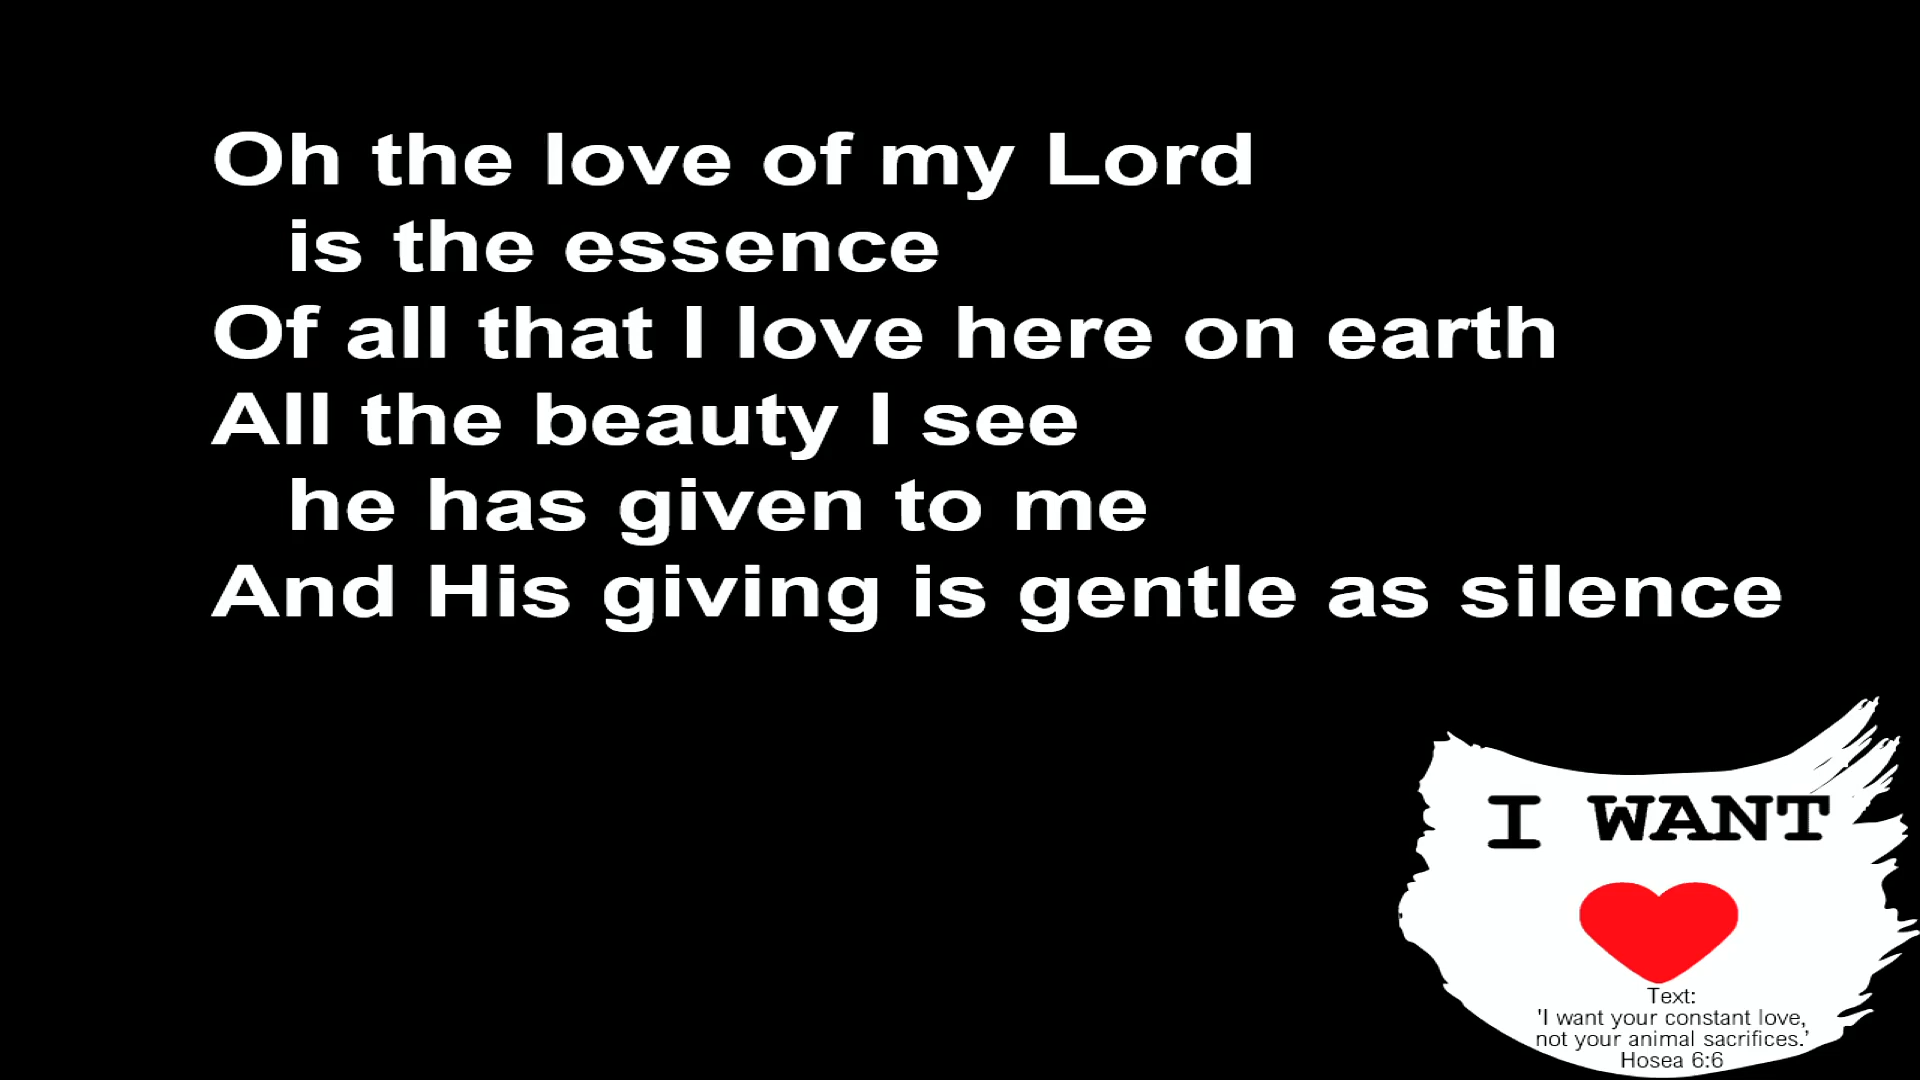 Oh the love of my Lord
is the essence
Of all that I love here on earth
All the beauty I see
he has given to me
And His giving is gentle as silence
I WANT
Text:
'I want your constant love,
not your animal sacrifices.’
Hosea 6:6